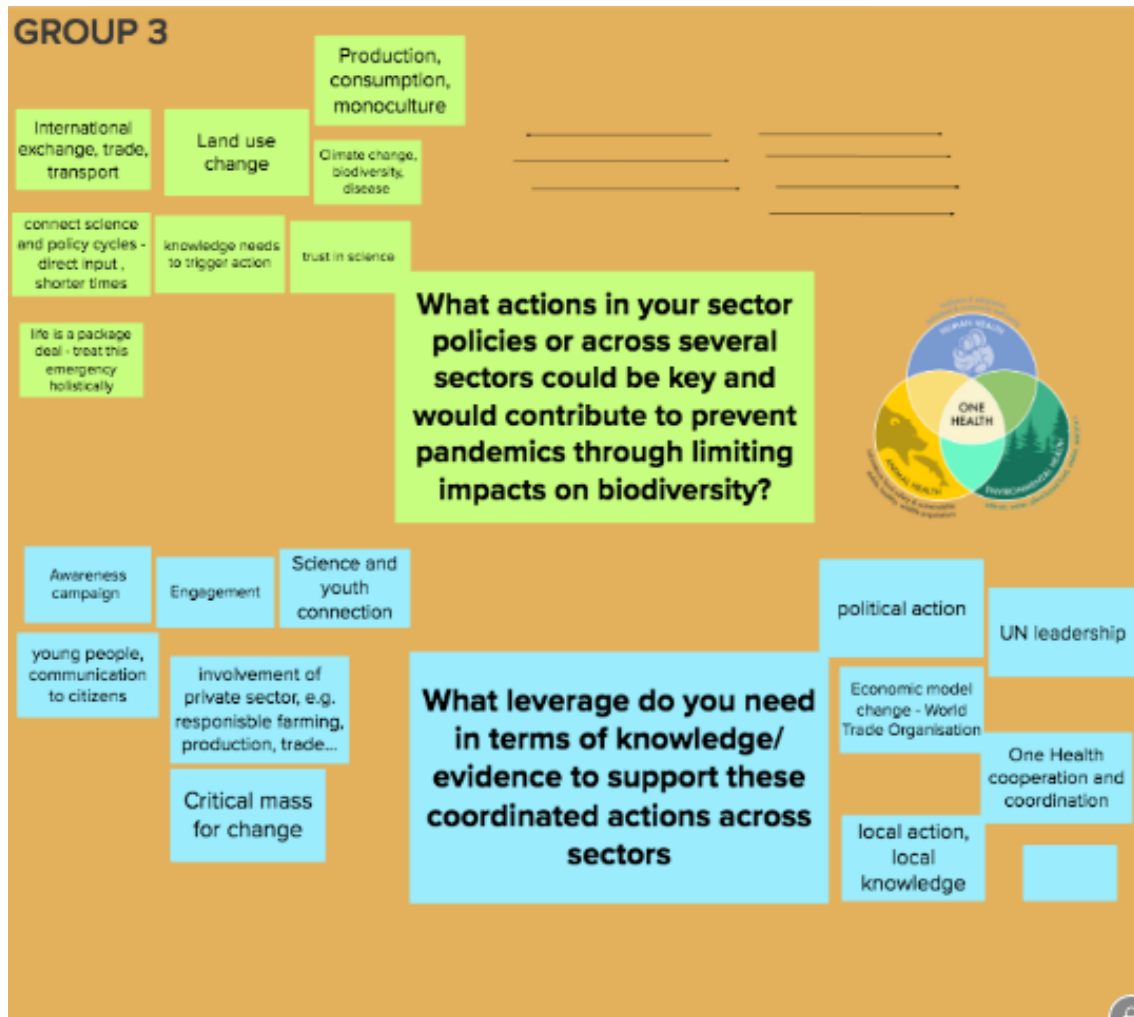 GROUP 3
Production,
consumption,
monoculture
International
exchange, trade,
transport
Land use
change
Climate change,
biodiversity,
disease
connect science
and policy cycles -
direct input ,
shorter times
knowledge needs
to trigger action
trust in science
life is a package
deal - treat this
emergency
holistically
What actions in your sector
policies or across several
sectors could be key and
would contribute to prevent
pandemics through limiting
impacts on biodiversity?
HUMAN HEALTH
ONE
HEALTH
ANIMAL HEALTH
ENVIRONMENTAL HEALTH
Awareness
campaign
Engagement
Science and
youth
connection
young people,
communication
to citizens
involvement of
private sector, e.g.
responisble farming,
production, trade...
Critical mass
for change
What leverage do you need
in terms of knowledge/
evidence to support these
coordinated actions across
sectors
political action
UN leadership
Economic model
change - World
Trade Organisation
One Health
cooperation and
coordination
local action,
local
knowledge